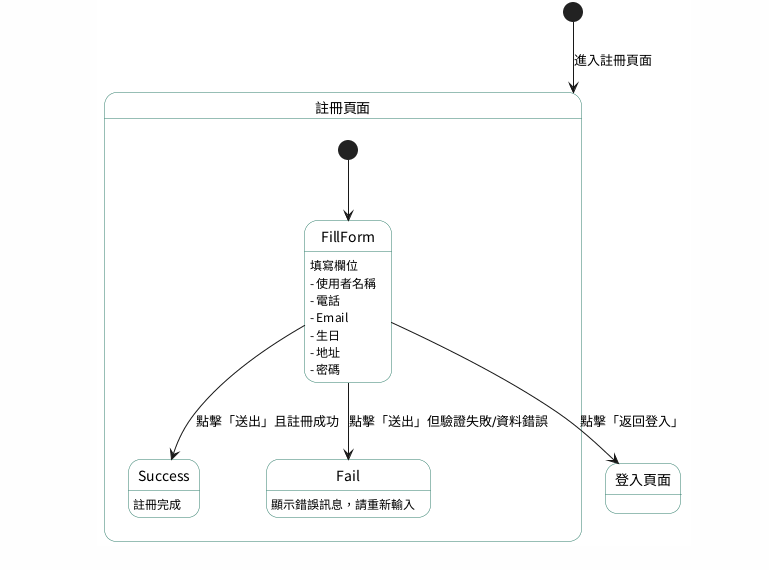 進入註冊頁面
註冊頁面
FillForm
填寫欄位
- 使用者名稱
- 電話
- Email
- 生日
- 地址
- 密碼
點擊「送出」且註冊成功
點擊「送出」但驗證失敗/資料錯誤
點擊「返回登入」
Success
註冊完成
Fail
顯示錯誤訊息，請重新輸入
登入頁面